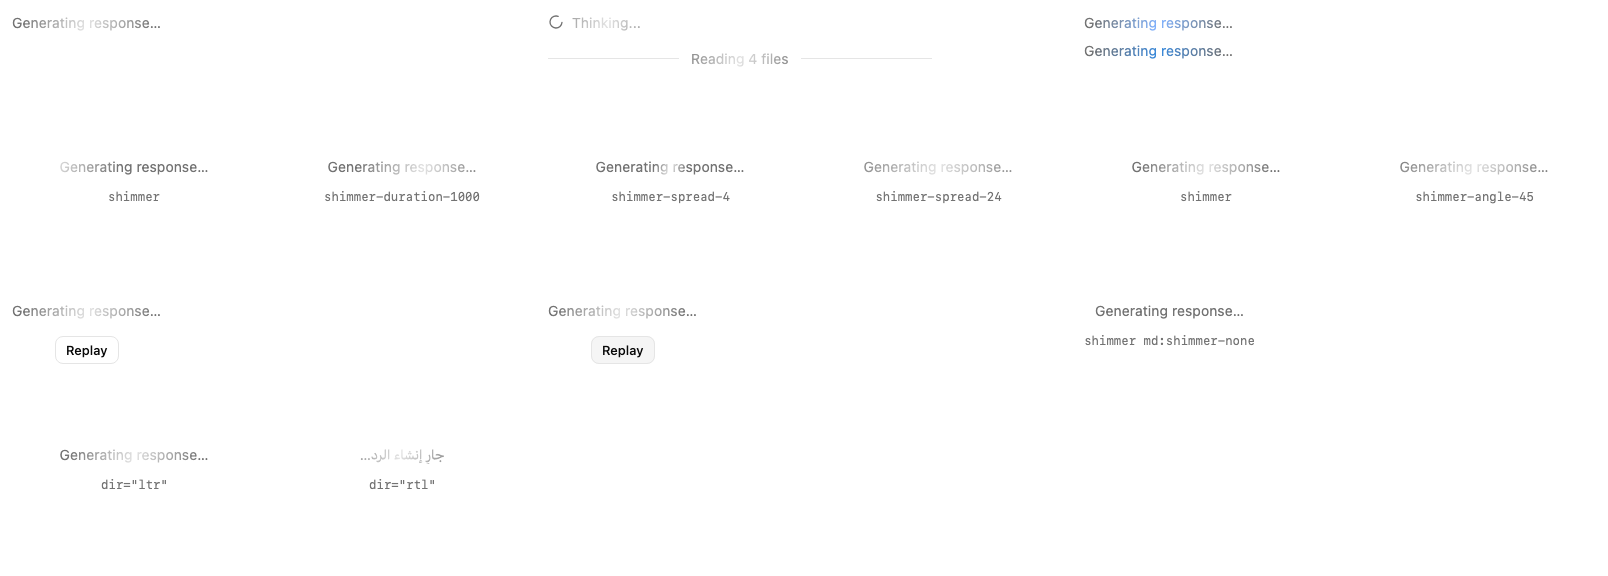 Generating response...
Thinking...
Reading 4 files
Generating response...
Generating response...
Generating response...
shimmer
Generating response...
shimmer-duration-1000
Generating response...
shimmer-spread-4
Generating response...
shimmer-spread-24
Generating response...
shimmer
Generating response...
shimmer-angle-45
Generating response...
Replay
Generating response...
Replay
Generating response...
shimmer md:shimmer-none
Generating response...
dir="ltr"
جارٍ إنشاء الرد...
dir="rtl"